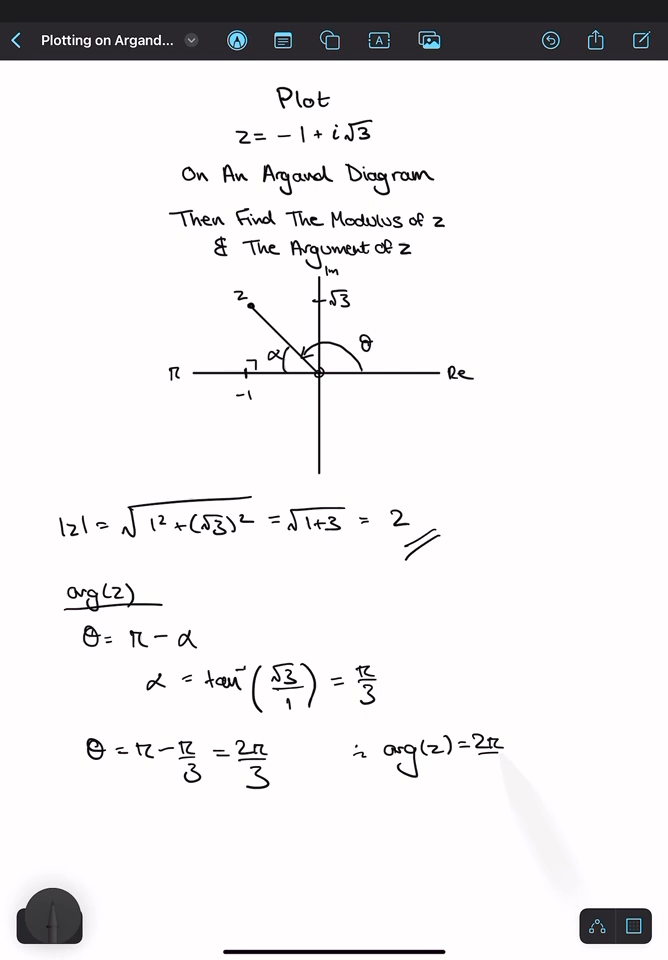 Plotting on Argand...
Plot
z = -1 + i√3
On An Argand Diagram
Then Find The Modulus of z
& The Argument of z
Im
z
√3
α
θ
π
Re
-1
|z| = √(1² + (√3)²) = √(1+3) = 2
arg(z)
θ = π - α
α = tan⁻(√3/1) = π/3
θ = π - π/3 = 2π/3 ∴ arg(z) = 2π